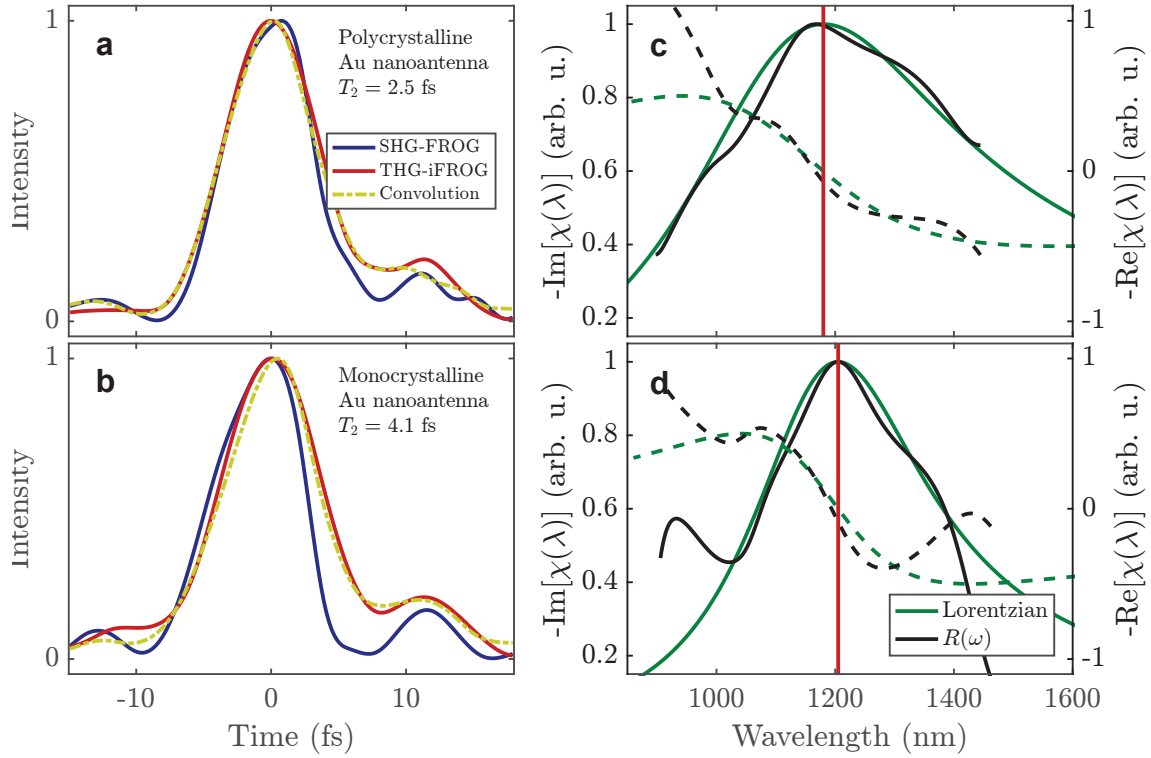 a
Polycrystalline
Au nanoantenna
T₂ = 2.5 fs
SHG-FROG
THG-iFROG
Convolution
1
0
Intensity
b
Monocrystalline
Au nanoantenna
T₂ = 4.1 fs
1
0
Intensity
-10
0
10
Time (fs)
c
1
0.8
0.6
0.4
0.2
-Im[χ(λ)] (arb. u.)
1
0
-1
-Re[χ(λ)] (arb. u.)
d
1
0.8
0.6
0.4
0.2
-Im[χ(λ)] (arb. u.)
1
0
-1
-Re[χ(λ)] (arb. u.)
Lorentzian
R(ω)
1000
1200
1400
1600
Wavelength (nm)